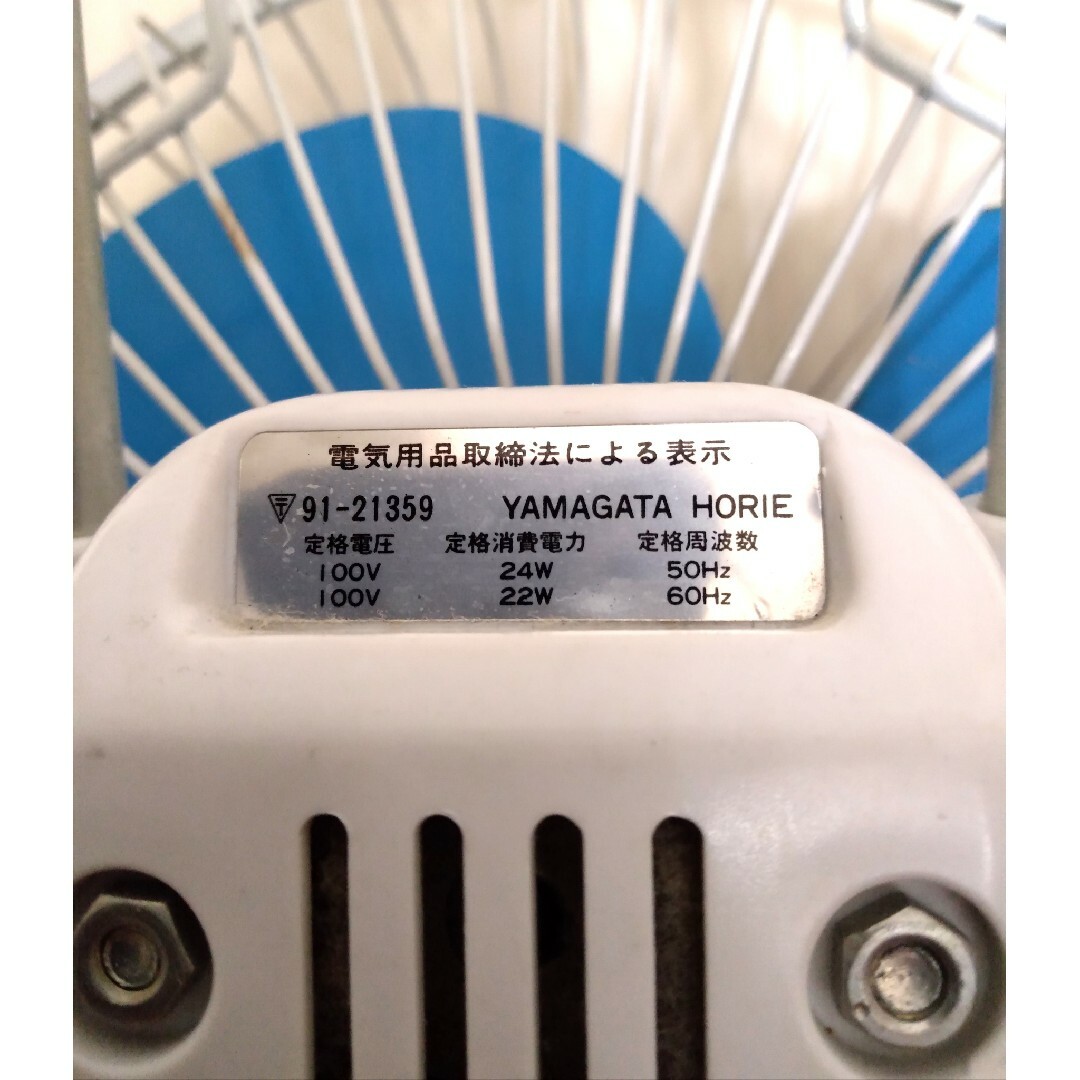 電気用品取締法による表示
〒91-21359 YAMAGATA HORIE
定格電圧 定格消費電力 定格周波数
100V 24W 50Hz
100V 22W 60Hz